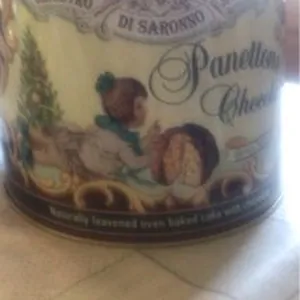 DI SARONNO
Panetton
Chocol
Naturally leavened oven baked cake with